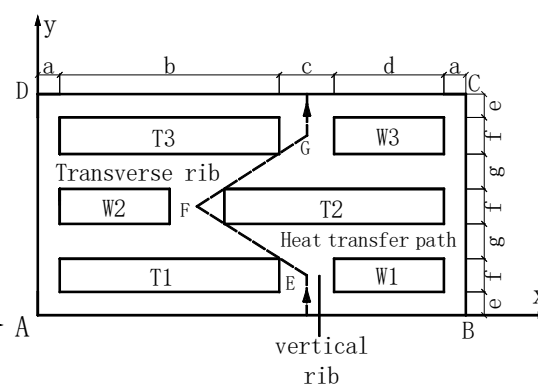 y
a b c d a
D C
T3 W3 e
G f
Transverse rib g
W2 F T2 f
Heat transfer path g
T1 E W1 f
e
A B x
vertical
rib